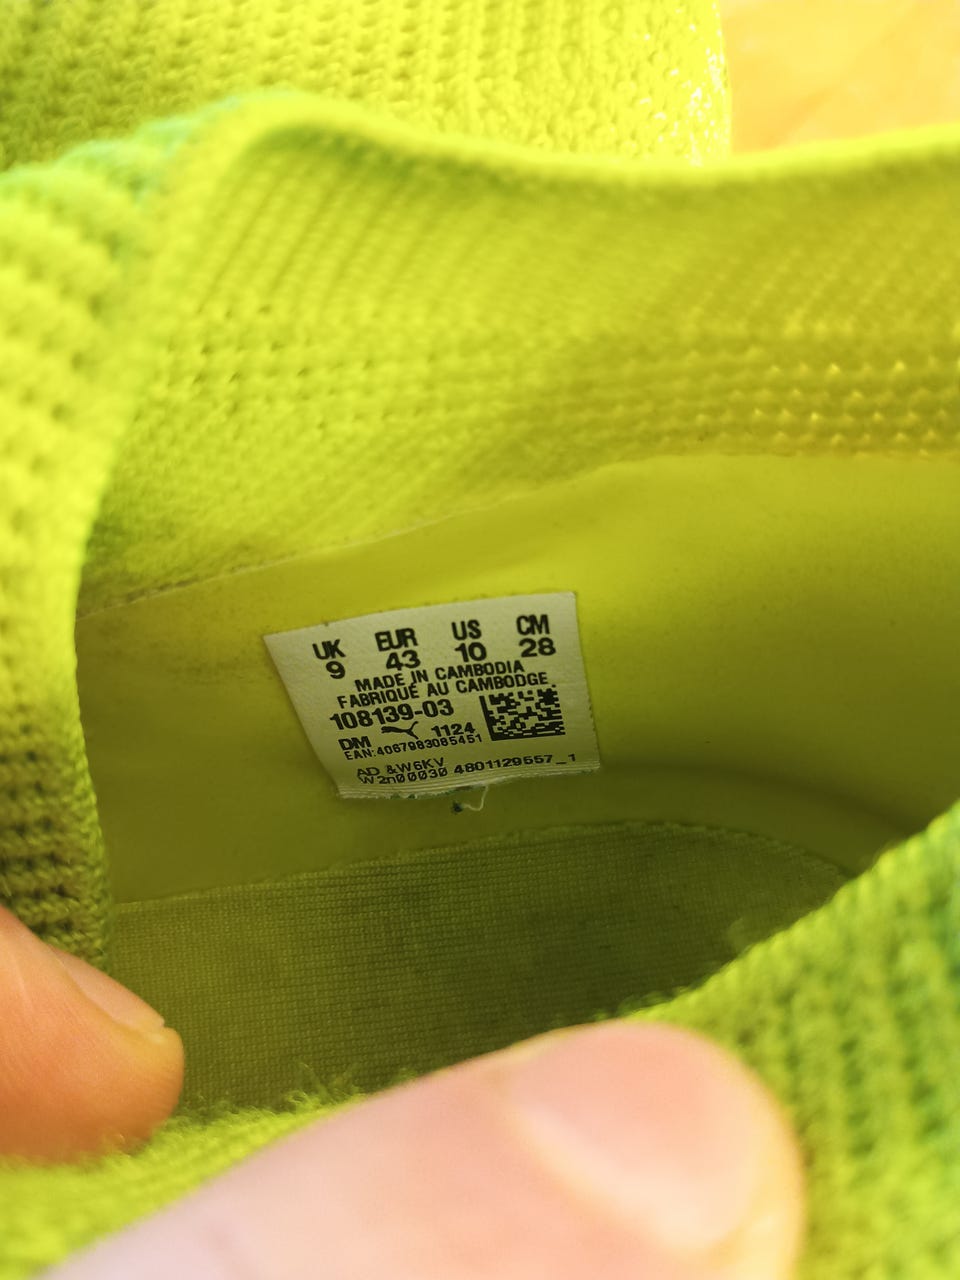 UK EUR US CM
9 43 10 28
MADE IN CAMBODIA
FABRIQUÉ AU CAMBODGE
108139-03
DM 1124
EAN:4067983085451
AD &W6KV
W2n00030 4801129557_1